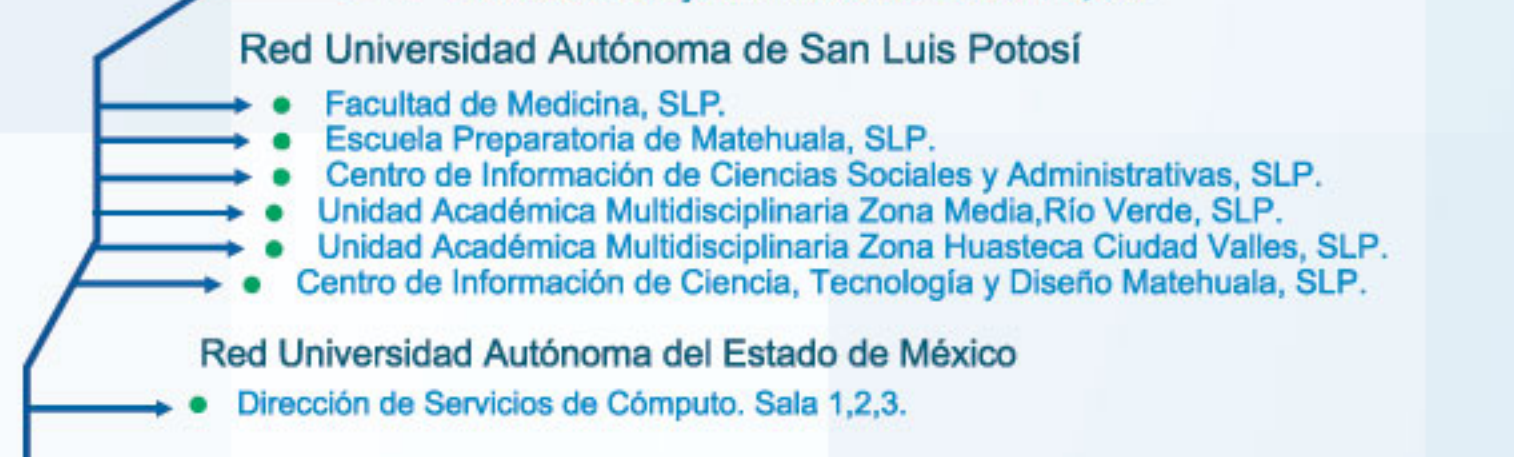 Red Universidad Autónoma de San Luis Potosí
Facultad de Medicina, SLP.
Escuela Preparatoria de Matehuala, SLP.
Centro de Información de Ciencias Sociales y Administrativas, SLP.
Unidad Académica Multidisciplinaria Zona Media,Río Verde, SLP.
Unidad Académica Multidisciplinaria Zona Huasteca Ciudad Valles, SLP.
Centro de Información de Ciencia, Tecnología y Diseño Matehuala, SLP.
Red Universidad Autónoma del Estado de México
Dirección de Servicios de Cómputo. Sala 1,2,3.